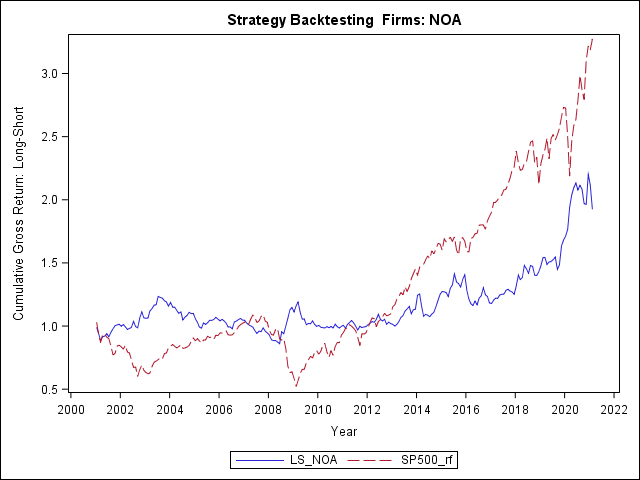 Strategy Backtesting  Firms: NOA
Cumulative Gross Return: Long-Short
3.0
2.5
2.0
1.5
1.0
0.5
2000 2002 2004 2006 2008 2010 2012 2014 2016 2018 2020 2022
Year
LS_NOA SP500_rf